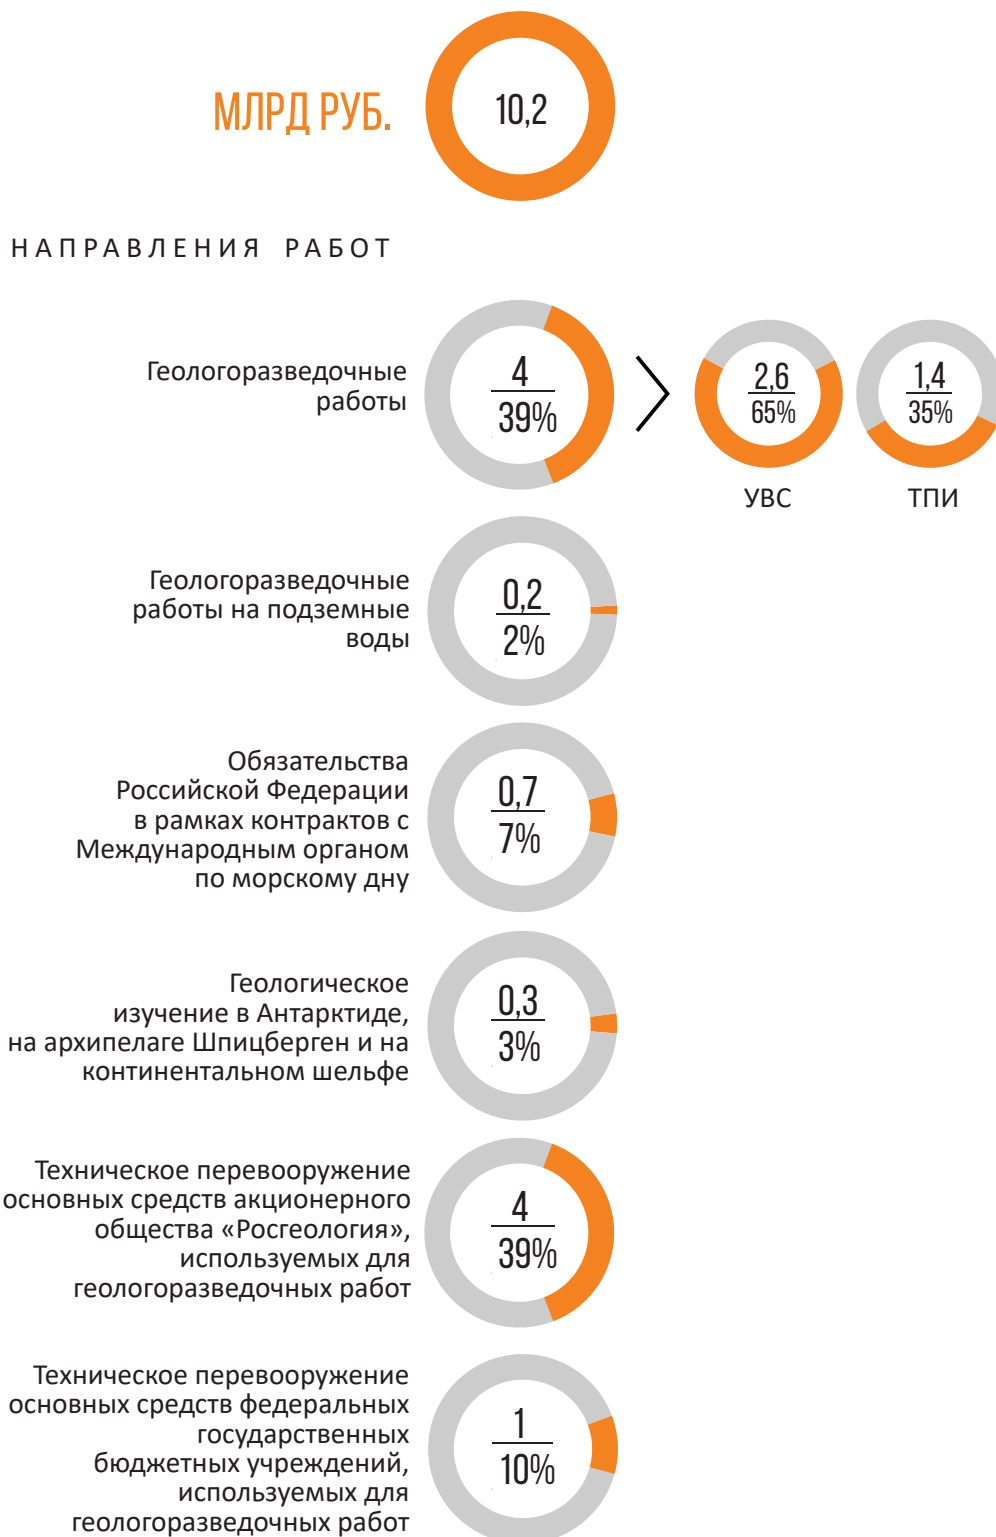 МЛРД РУБ.
10,2
НАПРАВЛЕНИЯ РАБОТ
Геологоразведочные
работы
4
39%
2,6
65%
УВС
1,4
35%
ТПИ
Геологоразведочные
работы на подземные
воды
0,2
2%
Обязательства
Российской Федерации
в рамках контрактов с
Международным органом
по морскому дну
0,7
7%
Геологическое
изучение в Антарктиде,
на архипелаге Шпицберген и на
континентальном шельфе
0,3
3%
Техническое перевооружение
основных средств акционерного
общества «Росгеология»,
используемых для
геологоразведочных работ
4
39%
Техническое перевооружение
основных средств федеральных
государственных
бюджетных учреждений,
используемых для
геологоразведочных работ
1
10%